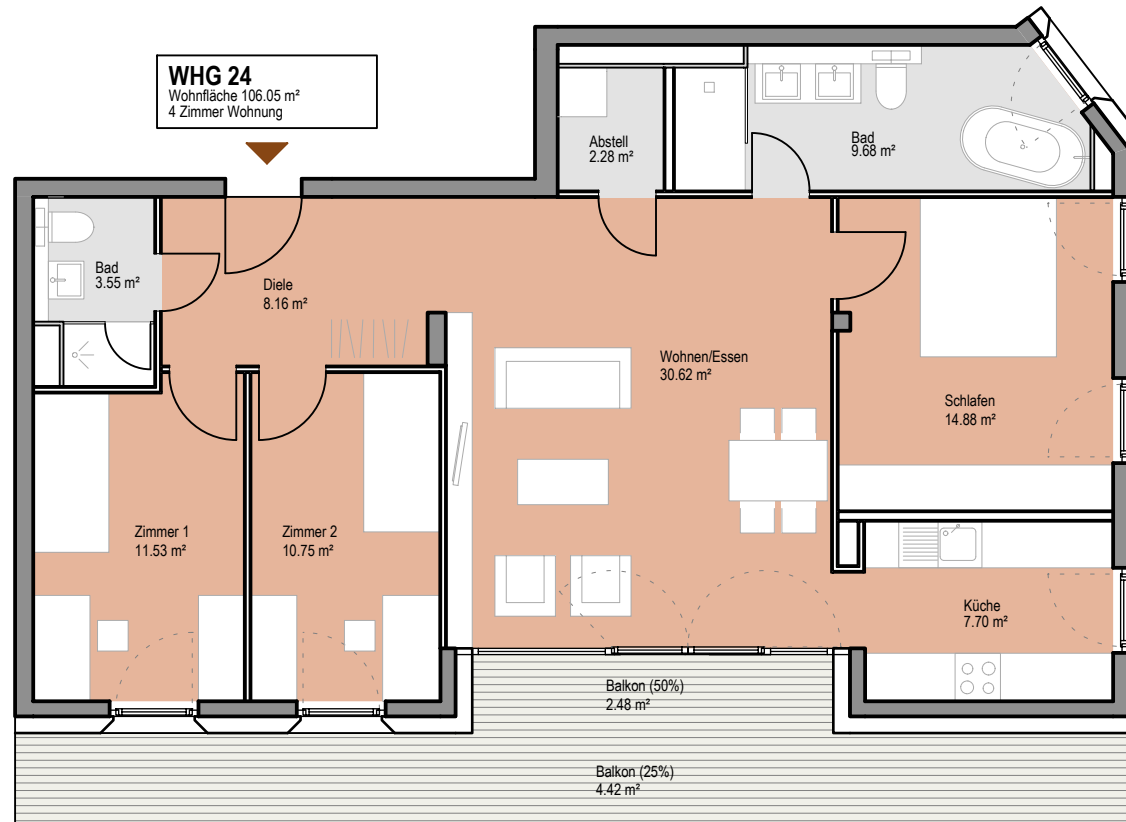 WHG 24
Wohnfläche 106.05 m²
4 Zimmer Wohnung
Abstell
2.28 m²
Bad
9.68 m²
Bad
3.55 m²
Diele
8.16 m²
Wohnen/Essen
30.62 m²
Schlafen
14.88 m²
Zimmer 1
11.53 m²
Zimmer 2
10.75 m²
Küche
7.70 m²
Balkon (50%)
2.48 m²
Balkon (25%)
4.42 m²